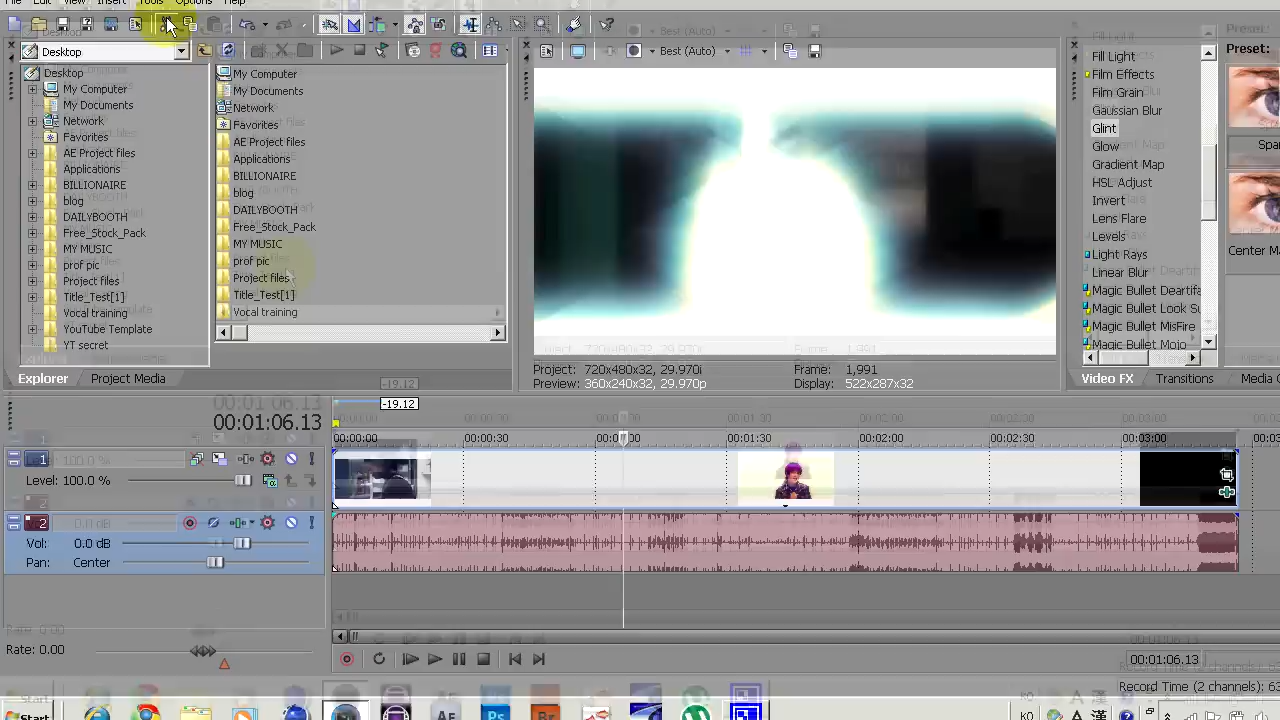 Edit View Insert Tools Options
Desktop
Best (Auto)
Best (Auto)
Desktop
My Computer
My Documents
Network
Favorites
AE Project files
Applications
BILLIONAIRE
blog
DAILYBOOTH
Free_Stock_Pack
MY MUSIC
prof pic
Project files
Title_Test[1]
Vocal training
YouTube Template
YT secret
My Computer
My Documents
Network
Favorites
AE Project files
Applications
BILLIONAIRE
blog
DAILYBOOTH
Free_Stock_Pack
MY MUSIC
prof pic
Project files
Title_Test[1]
Vocal training
Explorer
Project Media
Project: 720x480x32, 29.970i
Frame: 1,991
Preview: 360x240x32, 29.970p
Display: 522x287x32
Fill Light
Film Effects
Film Grain
Gaussian Blur
Glint
Glow
Gradient Map
HSL Adjust
Invert
Lens Flare
Levels
Light Rays
Linear Blur
Magic Bullet Deartifa
Magic Bullet Look Su
Magic Bullet MisFire
Magic Bullet Mojo
Video FX
Transitions
Media G
Preset:
Spar
Center Mar
-19.12
00:01:06.13
-19.12
00:00:00
00:00:30
00:01:30
00:02:00
00:02:30
00:03:00
1
100.0 %
Level: 100.0 %
2
0.0 dB
Vol: 0.0 dB
Pan: Center
Rate: 0.00
00:01:06.13
Record Time (2 channels): 6
Start
KO